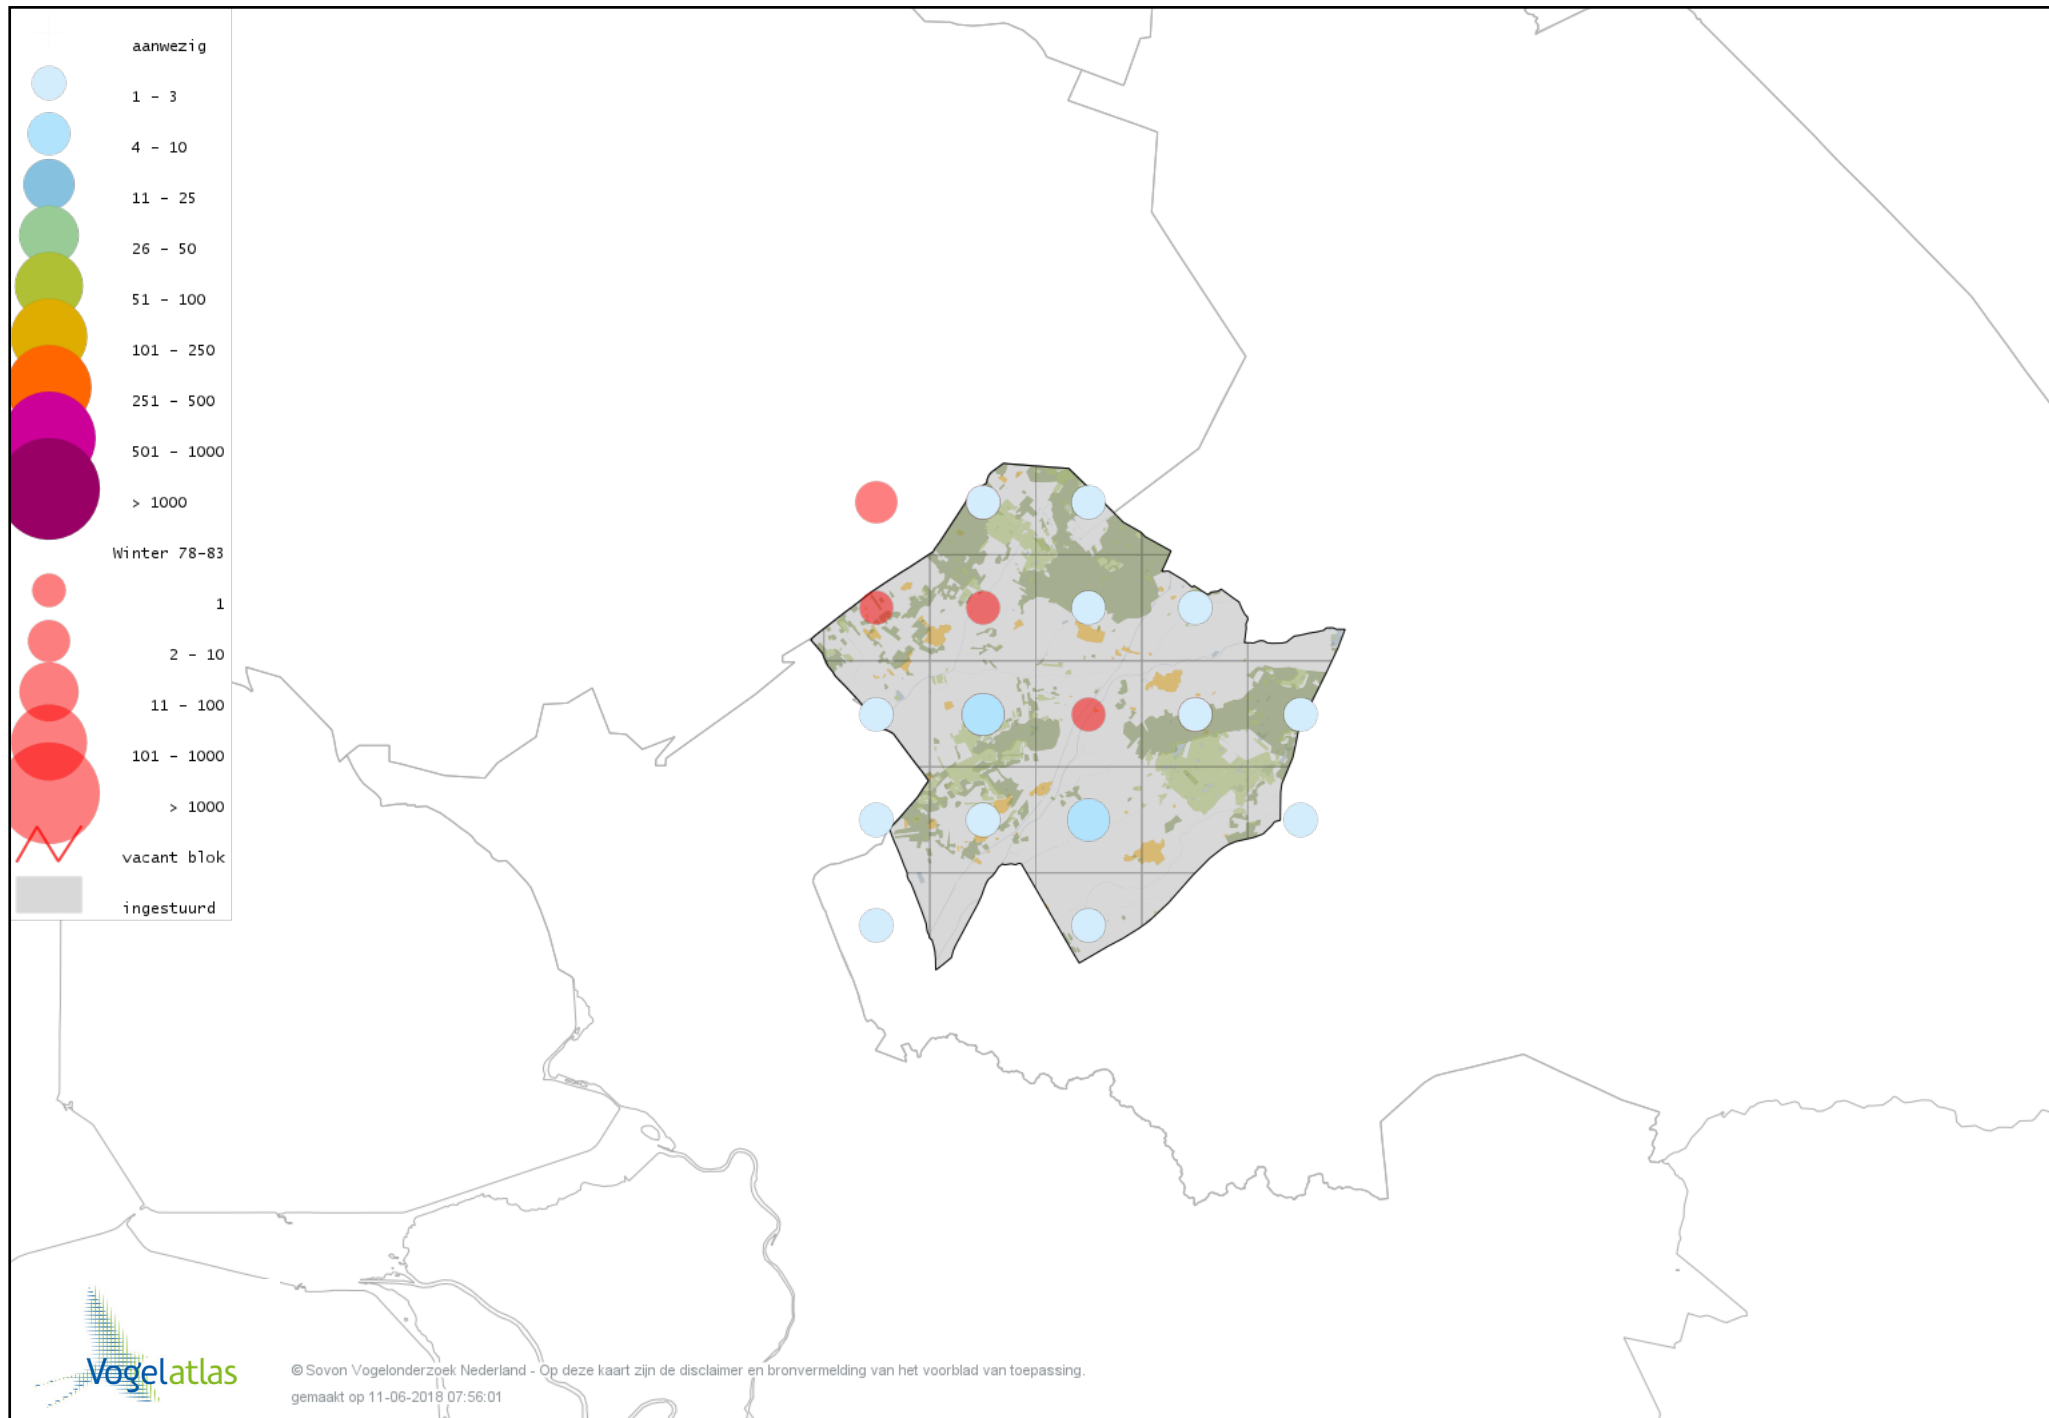 aanwezig
1 - 3
4 - 10
11 - 25
26 - 50
51 - 100
101 - 250
251 - 500
501 - 1000
> 1000
Winter 78-83
1
2 - 10
11 - 100
101 - 1000
> 1000
vacant blok
ingestuurd
Vogelatlas
© Sovon Vogelonderzoek Nederland - Op deze kaart zijn de disclaimer en bronvermelding van het voorblad van toepassing.
gemaakt op 11-06-2018 07:56:01